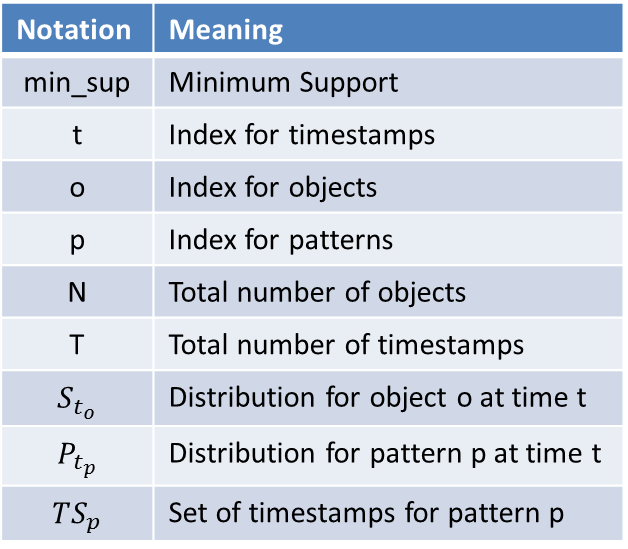 Notation Meaning
min_sup Minimum Support
t Index for timestamps
o Index for objects
p Index for patterns
N Total number of objects
T Total number of timestamps
$S_{t_o}$ Distribution for object o at time t
$P_{t_p}$ Distribution for pattern p at time t
$TS_p$ Set of timestamps for pattern p